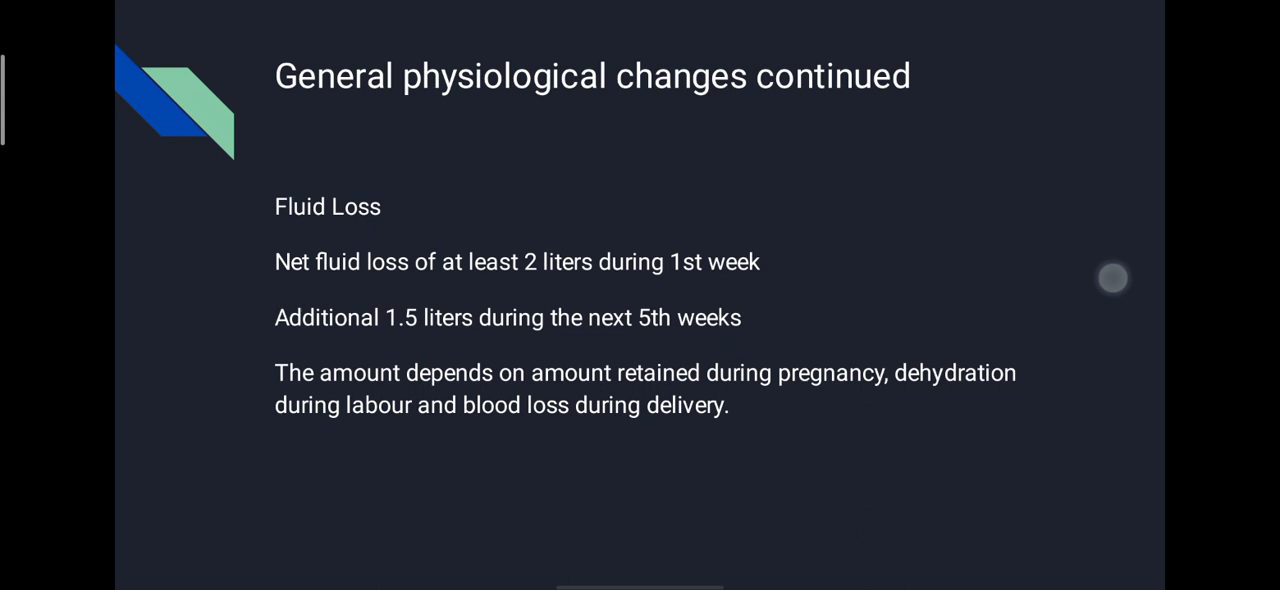 General physiological changes continued
Fluid Loss
Net fluid loss of at least 2 liters during 1st week
Additional 1.5 liters during the next 5th weeks
The amount depends on amount retained during pregnancy, dehydration
during labour and blood loss during delivery.